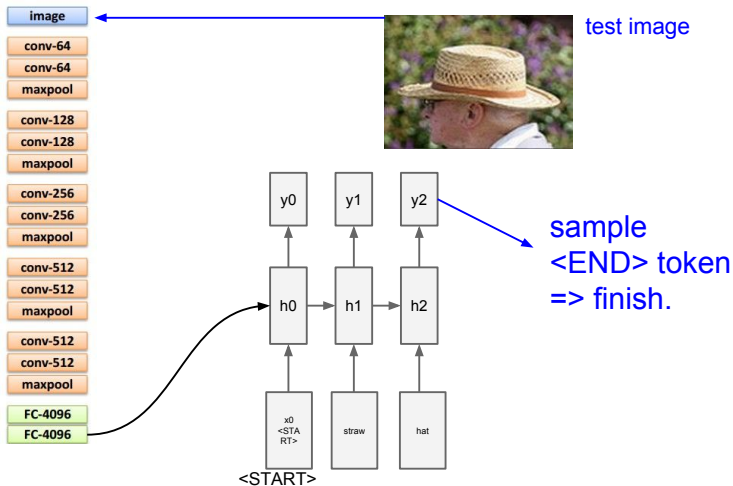 image
conv-64
conv-64
maxpool
conv-128
conv-128
maxpool
conv-256
conv-256
maxpool
conv-512
conv-512
maxpool
conv-512
conv-512
maxpool
FC-4096
FC-4096
test image
y0
y1
y2
h0
h1
h2
x0
<STA
RT>
straw
hat
<START>
sample
<END> token
=> finish.